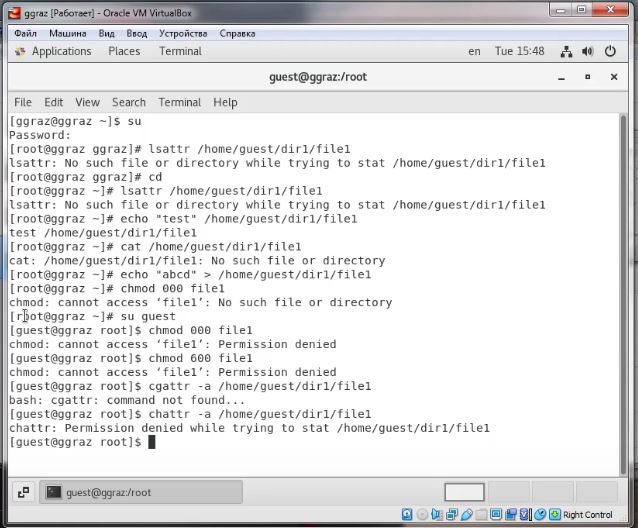 ggraz [Работает] - Oracle VM VirtualBox
Файл Машина Вид Ввод Устройства Справка
Applications Places Terminal en Tue 15:48
guest@ggraz:/root
File Edit View Search Terminal Help
[ggraz@ggraz ~]$ su
Password:
[root@ggraz ggraz]# lsattr /home/guest/dir1/file1
lsattr: No such file or directory while trying to stat /home/guest/dir1/file1
[root@ggraz ggraz]# cd
[root@ggraz ~]# lsattr /home/guest/dir1/file1
lsattr: No such file or directory while trying to stat /home/guest/dir1/file1
[root@ggraz ~]# echo "test" /home/guest/dir1/file1
test /home/guest/dir1/file1
[root@ggraz ~]# cat /home/guest/dir1/file1
cat: /home/guest/dir1/file1: No such file or directory
[root@ggraz ~]# echo "abcd" > /home/guest/dir1/file1
[root@ggraz ~]# chmod 000 file1
chmod: cannot access ‘file1’: No such file or directory
[root@ggraz ~]# su guest
[guest@ggraz root]$ chmod 000 file1
chmod: cannot access ‘file1’: Permission denied
[guest@ggraz root]$ chmod 600 file1
chmod: cannot access ‘file1’: Permission denied
[guest@ggraz root]$ cgattr -a /home/guest/dir1/file1
bash: cgattr: command not found...
[guest@ggraz root]$ chattr -a /home/guest/dir1/file1
chattr: Permission denied while trying to stat /home/guest/dir1/file1
[guest@ggraz root]$
guest@ggraz:/root
Right Control